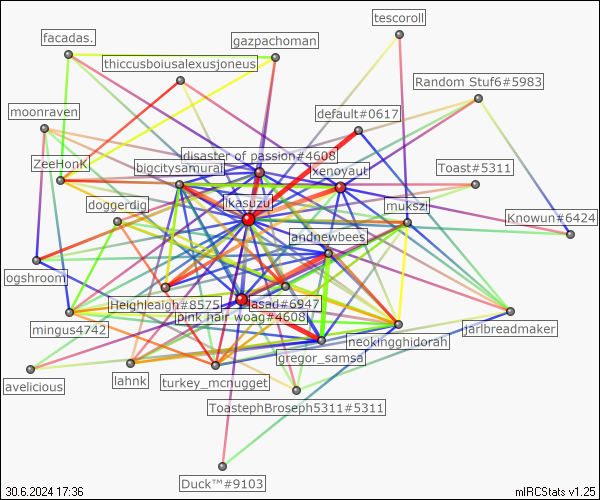 tescoroll
facadas.
gazpachoman
thiccusboiusalexusjoneus
Random Stuf6#5983
moonraven
default#0617
disaster of passion#4608
ZeeHonK
bigcitysamurai
xenoyaut
Toast#5311
doggerdig
ikasuzu
mukszi
Knowun#6424
andnewbees
ogshroom
Heighleaigh#8575
asad#6947
pink hair woag#4608
mingus4742
jarlbreadmaker
neokingghidorah
gregor_samsa
avelicious
lahnk
turkey_mcnugget
ToastephBroseph5311#5311
Duck™#9103
30.6.2024 17:36
mIRCStats v1.25